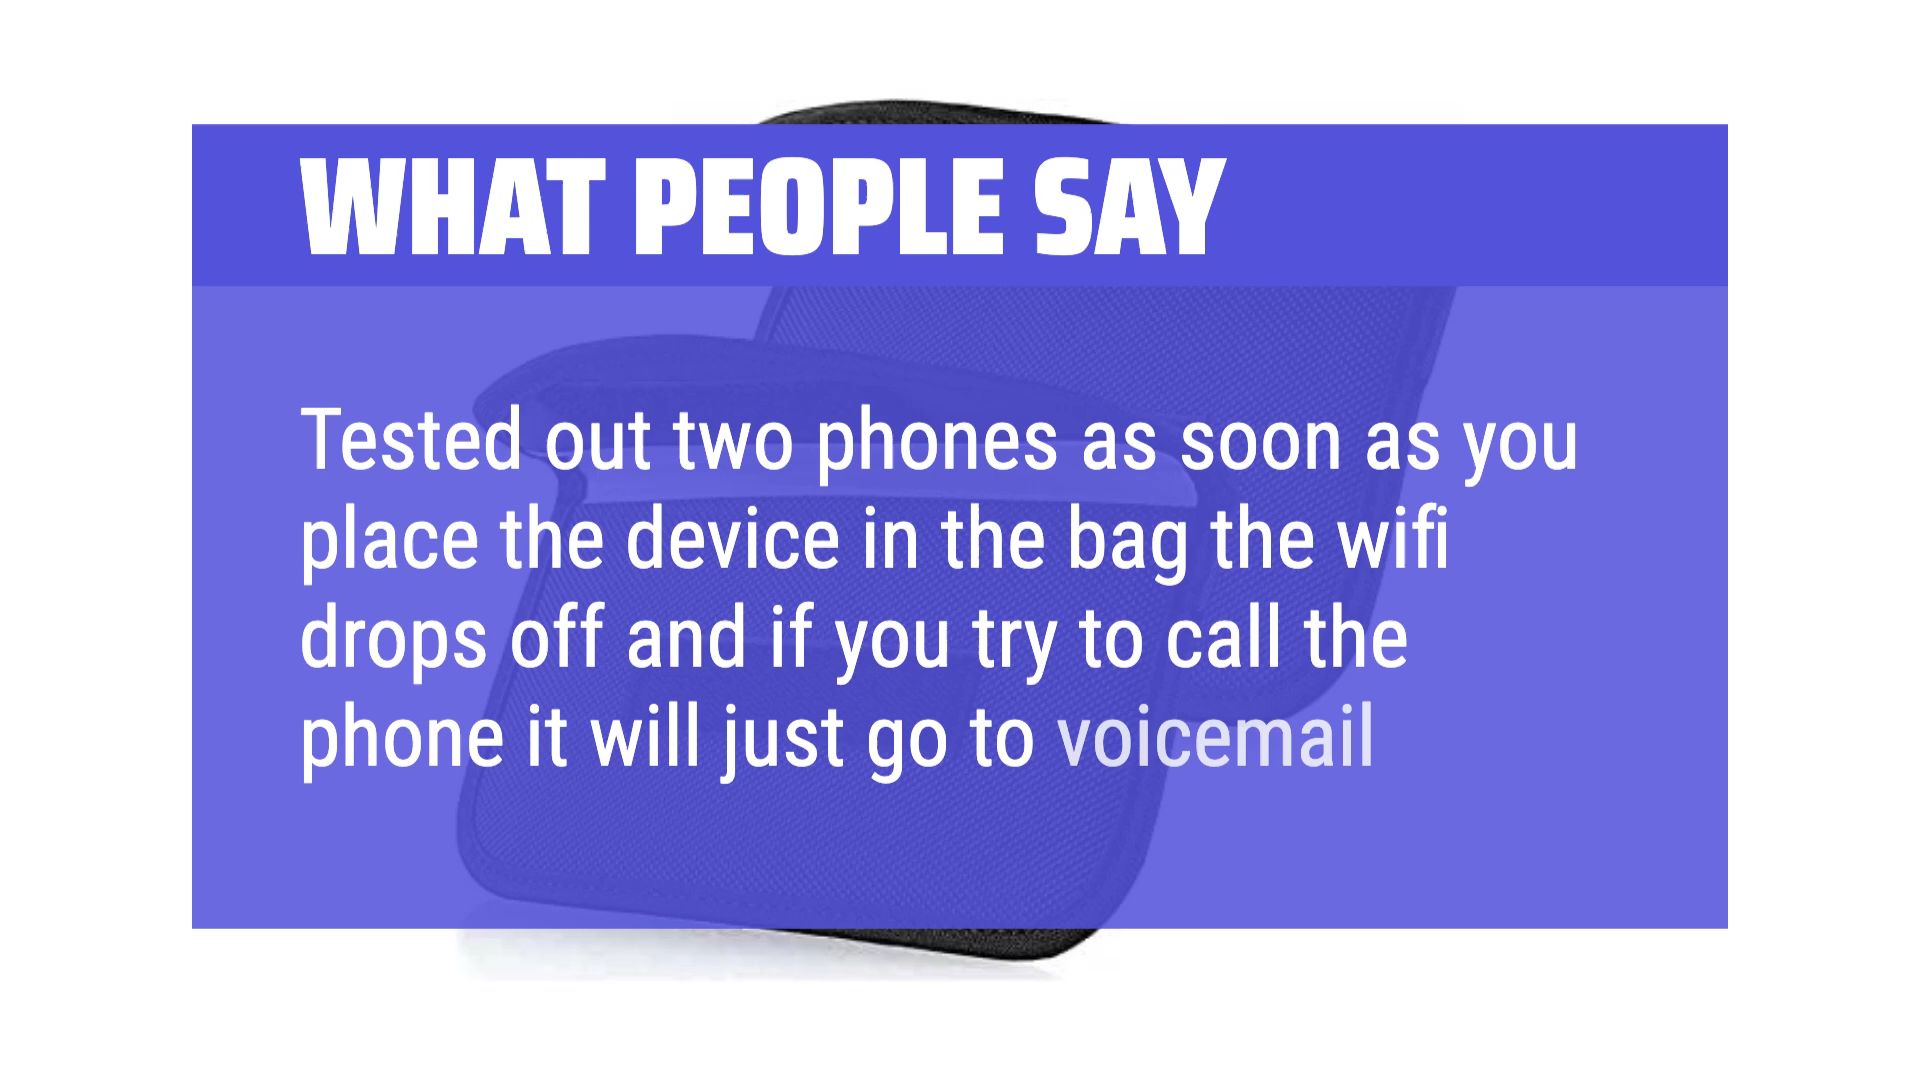 WHAT PEOPLE SAY
Tested out two phones as soon as you
place the device in the bag the wifi
drops off and if you try to call the
phone it will just go to voicemail